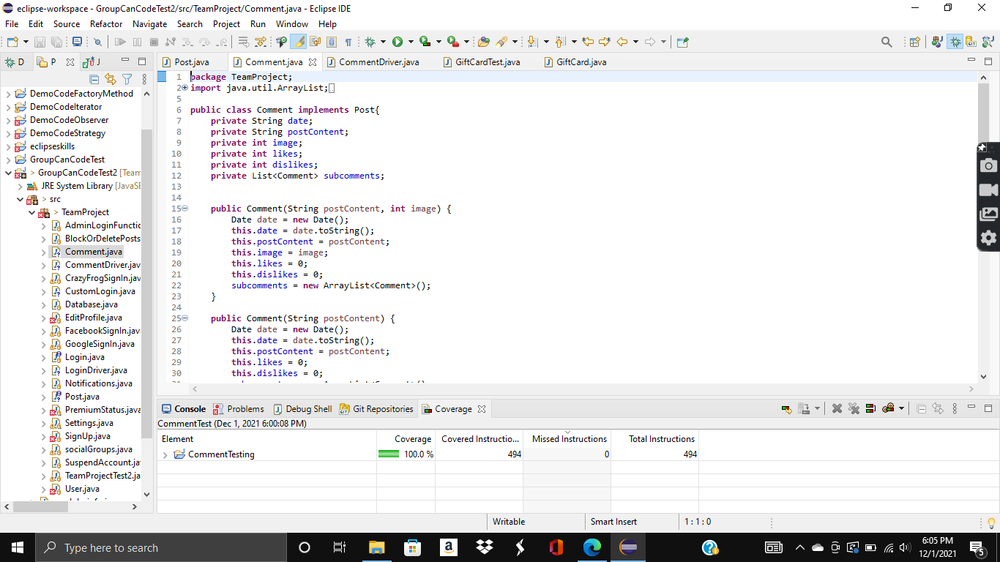 eclipse-workspace - GroupCanCodeTest2/src/TeamProject/Comment.java - Eclipse IDE
File Edit Source Refactor Navigate Search Project Run Window Help
D P J
Post.java Comment.java CommentDriver.java GiftCardTest.java GiftCard.java
DemoCodeFactoryMethod
DemoCodeIterator
DemoCodeObserver
DemoCodeStrategy
eclipseskills
GroupCanCodeTest
> GroupCanCodeTest2 [Team
JRE System Library [JavaSE
> src
> TeamProject
AdminLoginFunctic
BlockOrDeletePosts
Comment.java
CommentDriver.jav
CrazyFrogSignIn.jav
CustomLogin.java
Database.java
EditProfile.java
FacebookSignIn.java
GoogleSignIn.java
Login.java
LoginDriver.java
Notifications.java
Post.java
PremiumStatus.java
Settings.java
SignUp.java
socialGroups.java
SuspendAccount.jav
TeamProjectTest2.ja
User.java
1 package TeamProject;
2 import java.util.ArrayList;
5
6 public class Comment implements Post{
7 private String date;
8 private String postContent;
9 private int image;
10 private int likes;
11 private int dislikes;
12 private List<Comment> subcomments;
13
14
15 public Comment(String postContent, int image) {
16 Date date = new Date();
17 this.date = date.toString();
18 this.postContent = postContent;
19 this.image = image;
20 this.likes = 0;
21 this.dislikes = 0;
22 subcomments = new ArrayList<Comment>();
23 }
24
25 public Comment(String postContent) {
26 Date date = new Date();
27 this.date = date.toString();
28 this.postContent = postContent;
29 this.likes = 0;
30 this.dislikes = 0;
Console Problems Debug Shell Git Repositories Coverage
CommentTest (Dec 1, 2021 6:00:08 PM)
Element Coverage Covered Instructio... Missed Instructions Total Instructions
CommentTesting 100.0 % 494 0 494
Writable Smart Insert 1 : 1 : 0
Type here to search
6:05 PM
12/1/2021
5